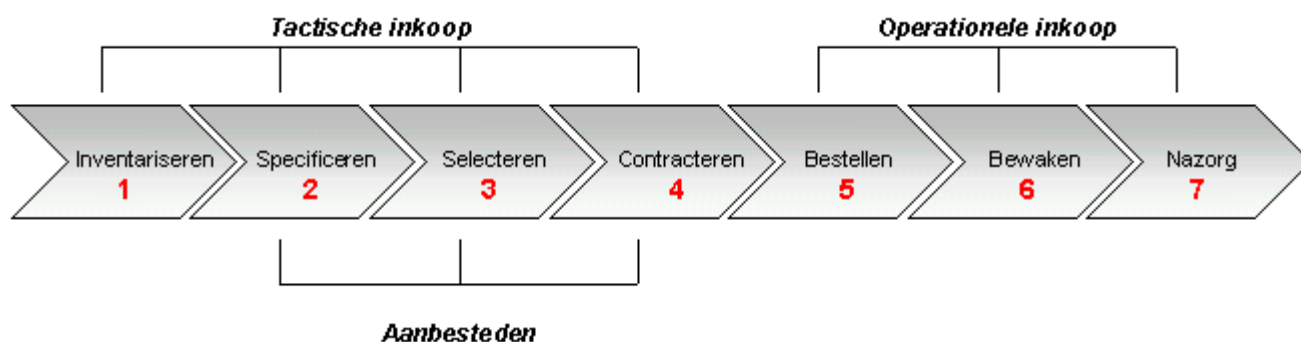 Tactische inkoop
Operationele inkoop
Inventariseren
1
Specificeren
2
Selecteren
3
Contracteren
4
Bestellen
5
Bewaken
6
Nazorg
7
Aanbesteden